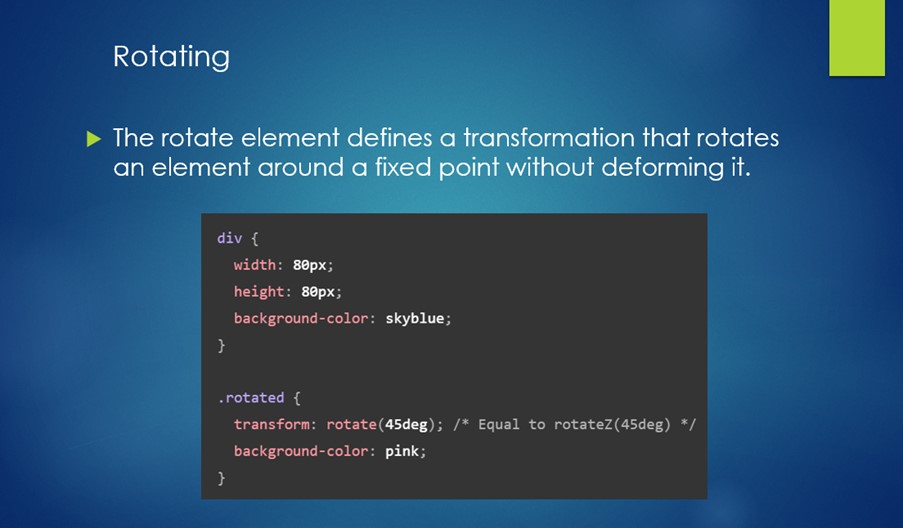 Rotating
The rotate element defines a transformation that rotates
an element around a fixed point without deforming it.
div {
  width: 80px;
  height: 80px;
  background-color: skyblue;
}
.rotated {
  transform: rotate(45deg); /* Equal to rotateZ(45deg) */
  background-color: pink;
}